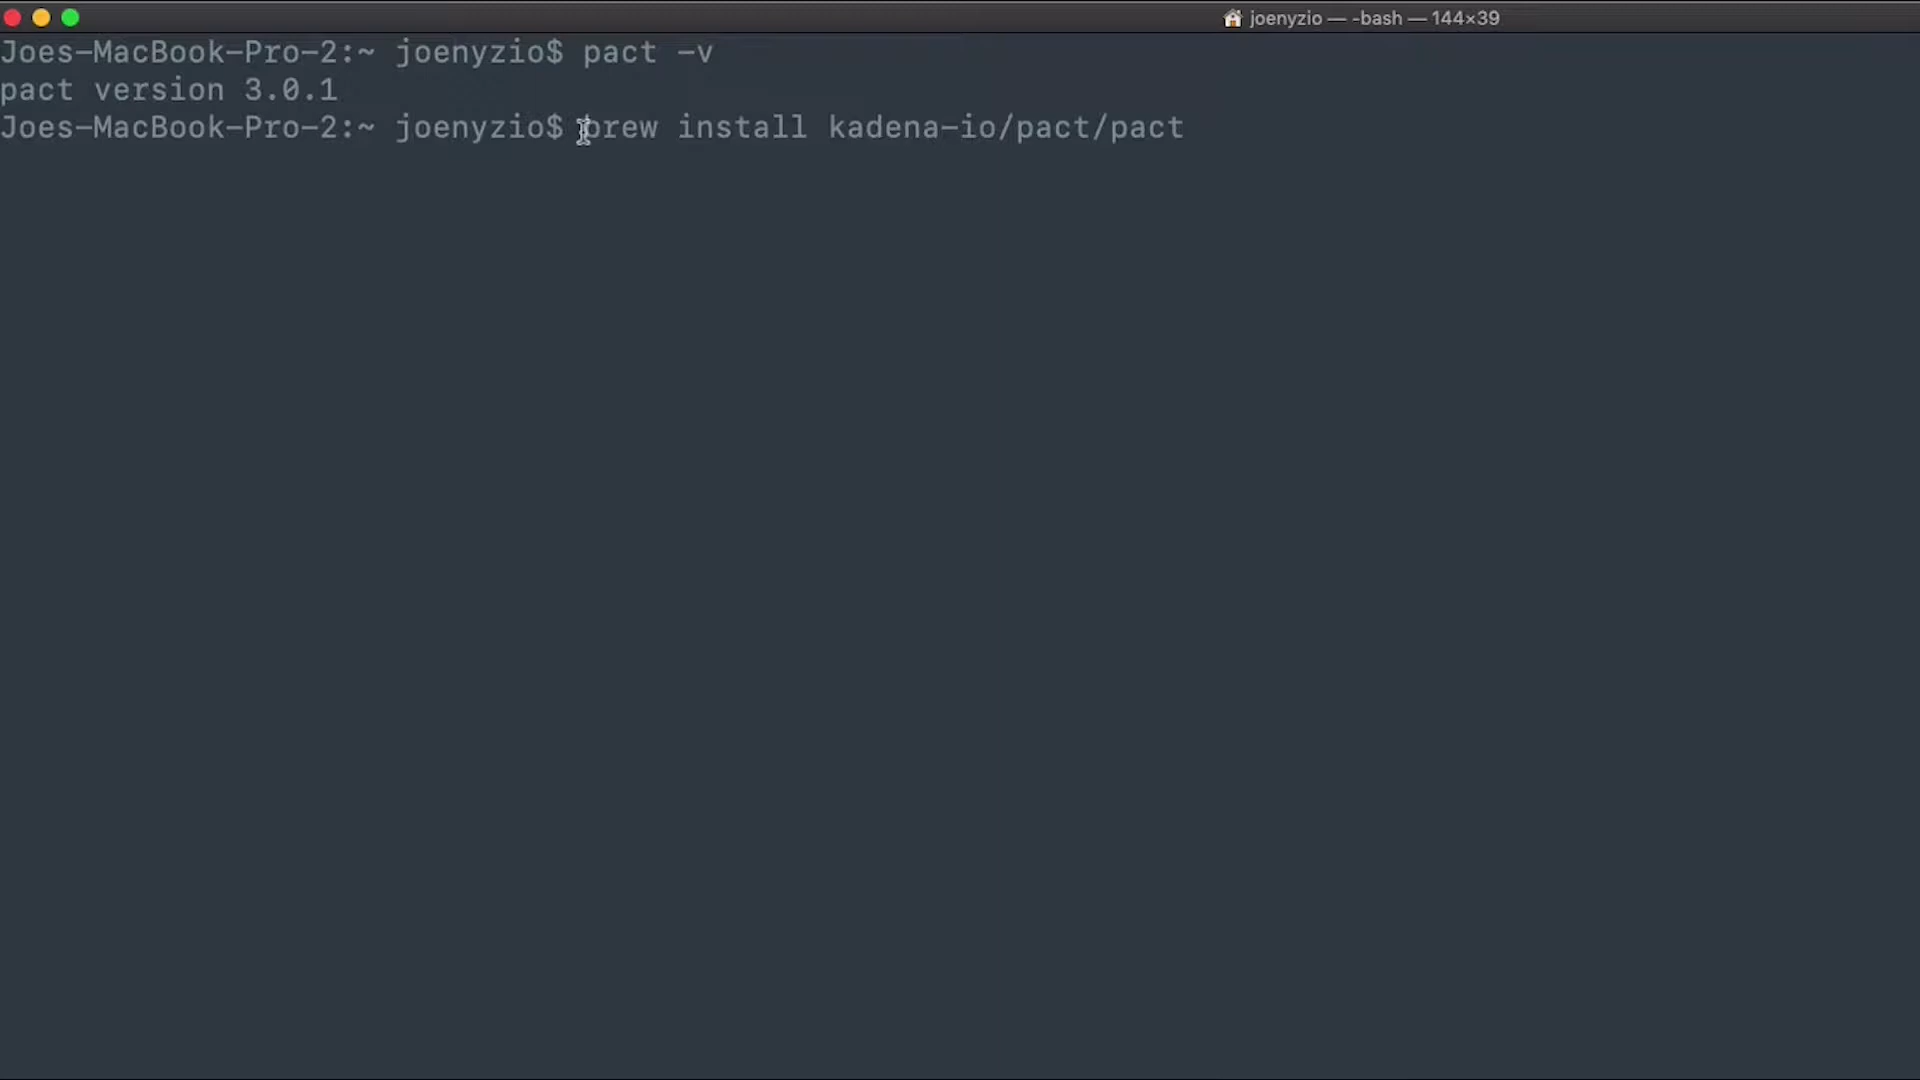 joenyzio — -bash — 144×39
Joes-MacBook-Pro-2:~ joenyzio$ pact -v
pact version 3.0.1
Joes-MacBook-Pro-2:~ joenyzio$ brew install kadena-io/pact/pact